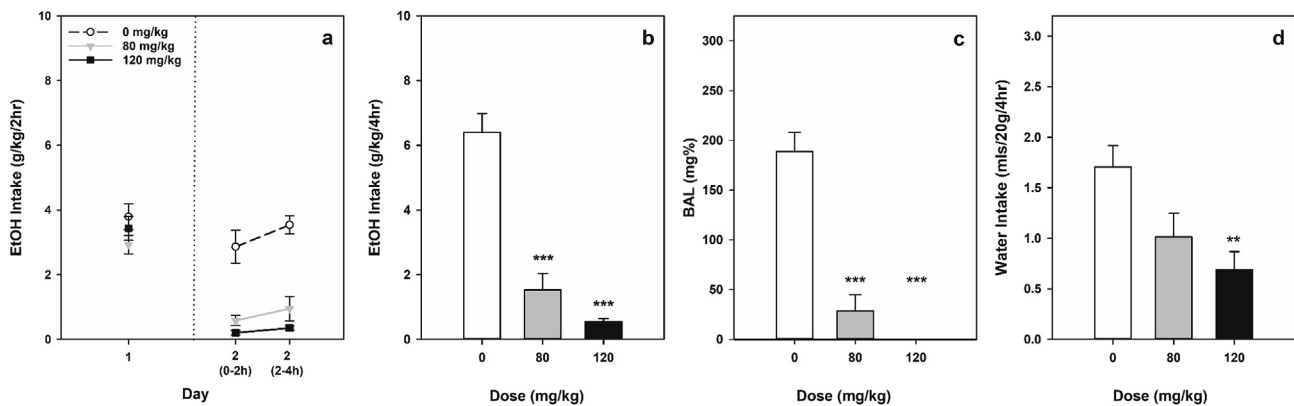 a
0 mg/kg
80 mg/kg
120 mg/kg
EtOH Intake (g/kg/2hr)
10
8
6
4
2
0
1
2
(0-2h)
2
(2-4h)
Day
b
EtOH Intake (g/kg/4hr)
10
8
6
4
2
0
***
***
0
80
120
Dose (mg/kg)
c
BAL (mg%)
300
250
200
150
100
50
0
***
***
0
80
120
Dose (mg/kg)
d
Water Intake (mls/20g/4hr)
3.0
2.5
2.0
1.5
1.0
0.5
0.0
**
0
80
120
Dose (mg/kg)